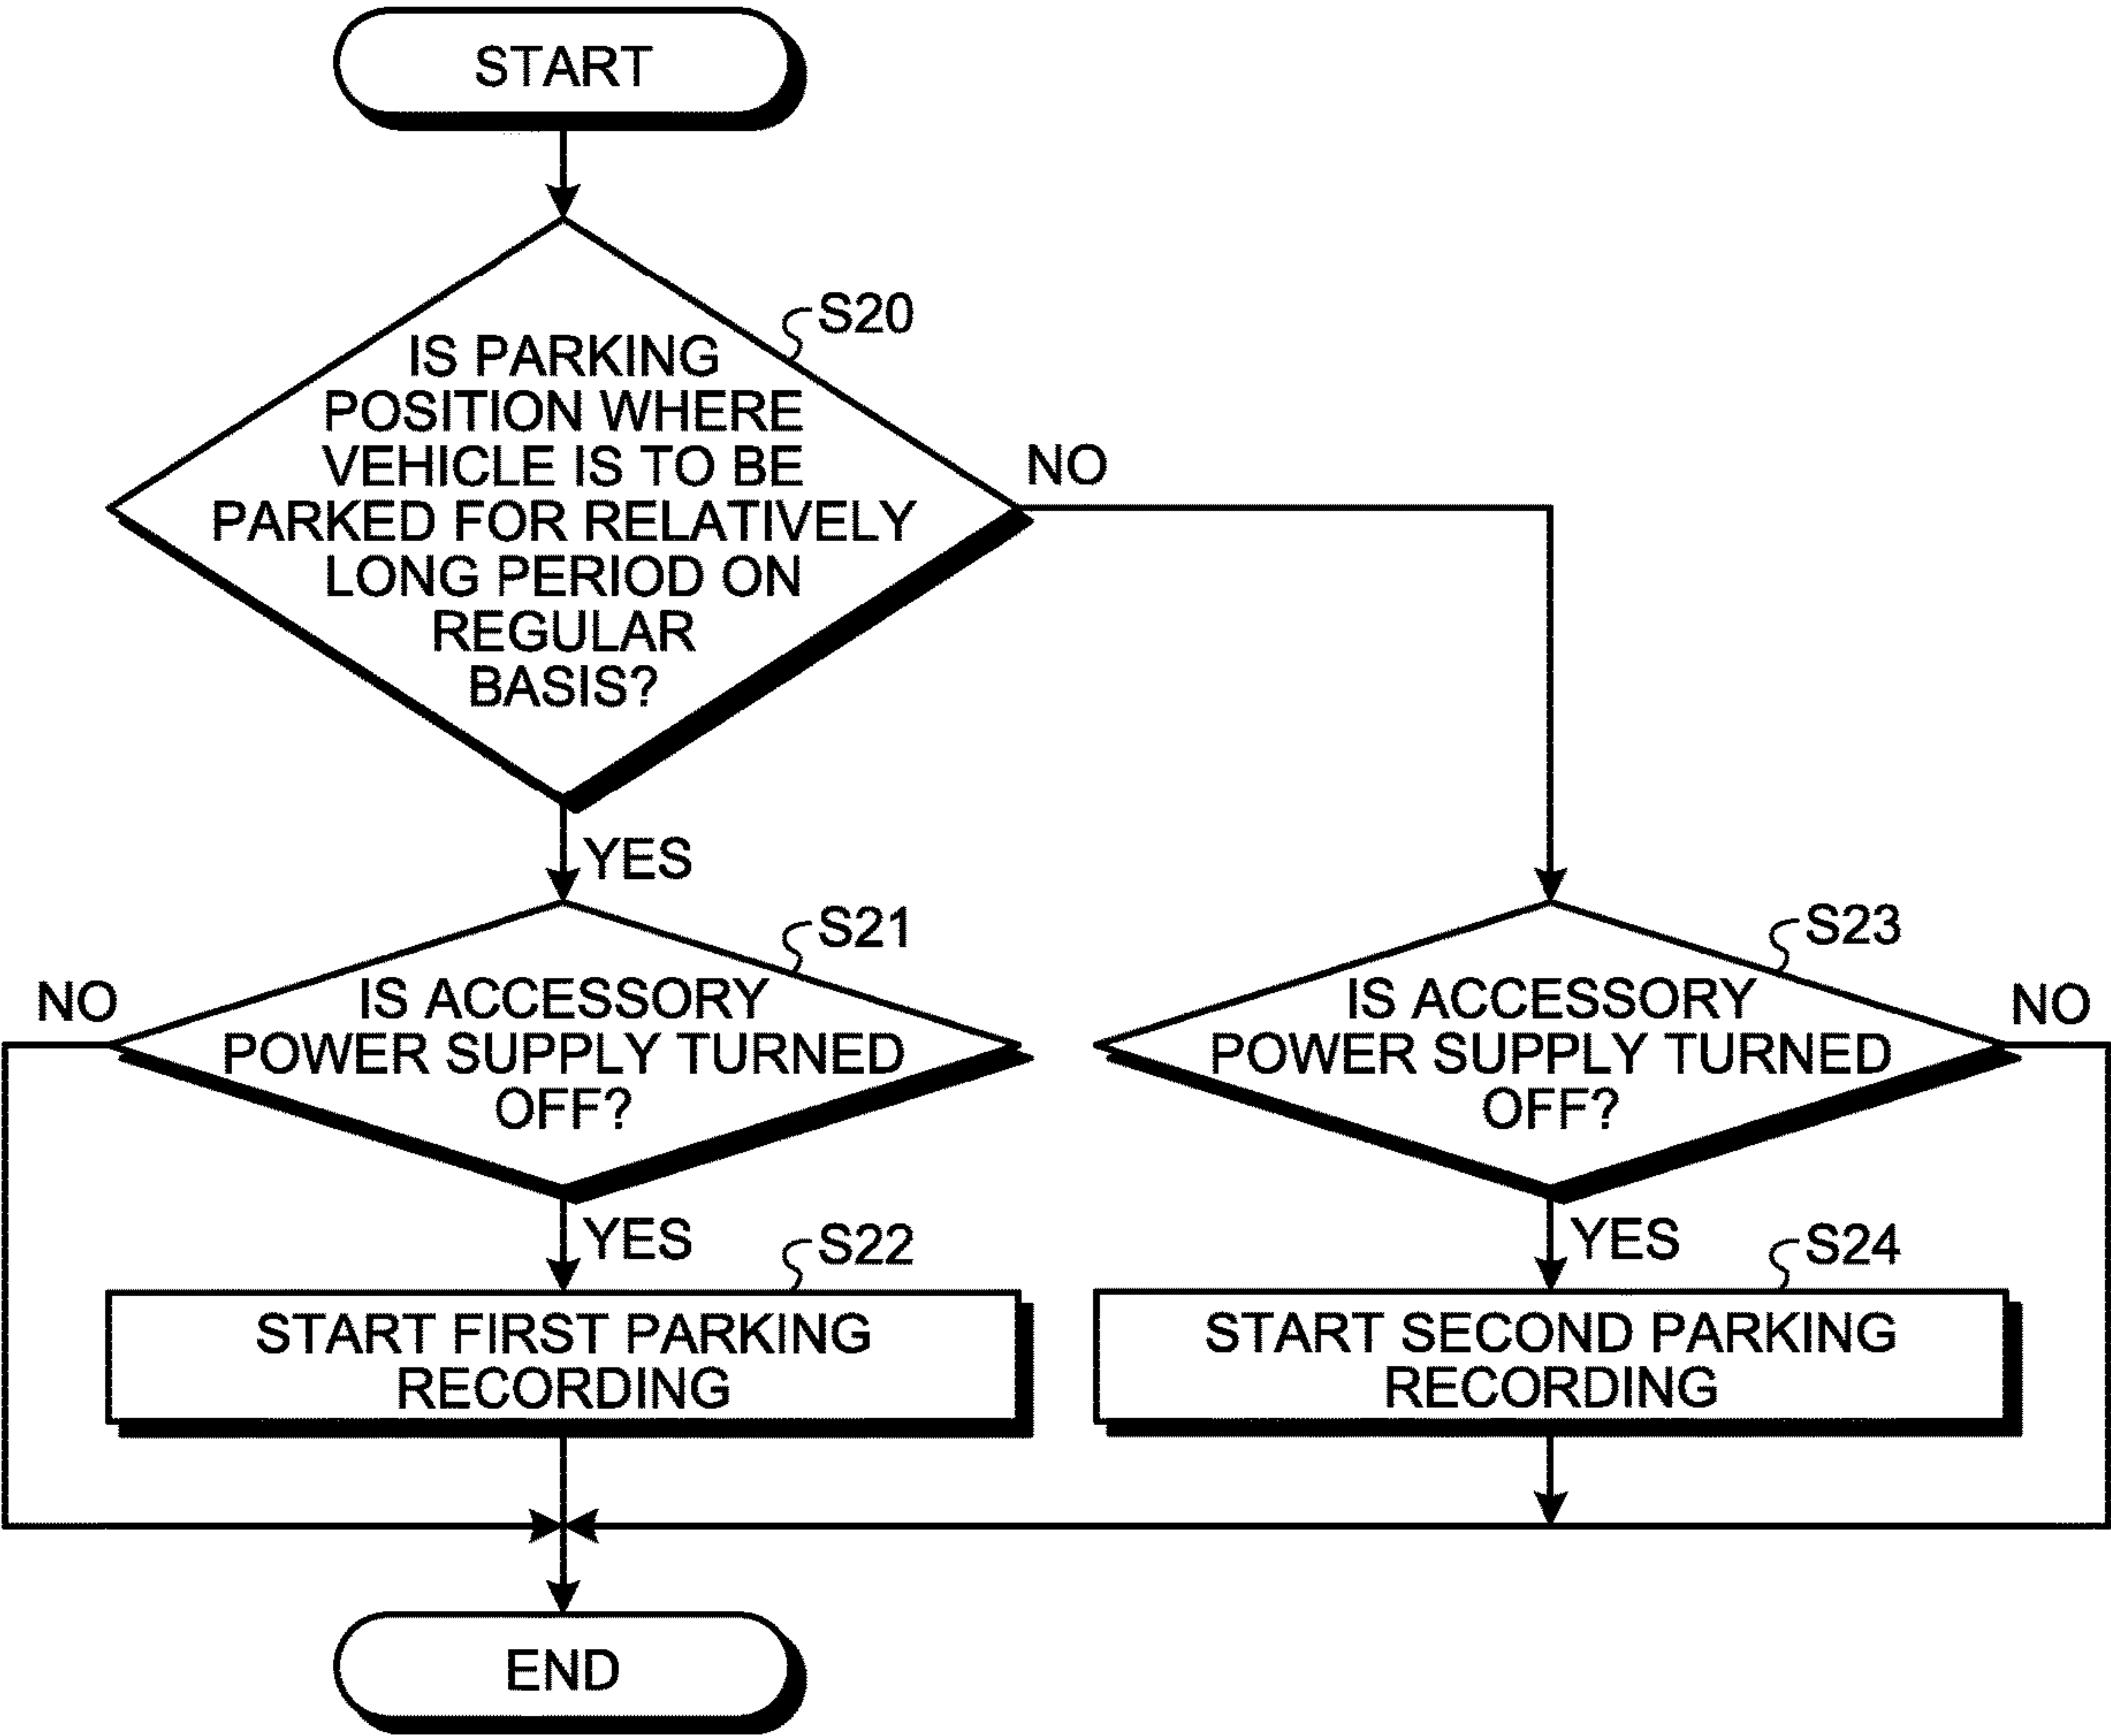 START
S20
IS PARKING
POSITION WHERE
VEHICLE IS TO BE
PARKED FOR RELATIVELY
LONG PERIOD ON
REGULAR
BASIS?
NO
YES
S21
IS ACCESSORY
POWER SUPPLY TURNED
OFF?
NO
YES
S22
START FIRST PARKING
RECORDING
S23
IS ACCESSORY
POWER SUPPLY TURNED
OFF?
NO
YES
S24
START SECOND PARKING
RECORDING
END